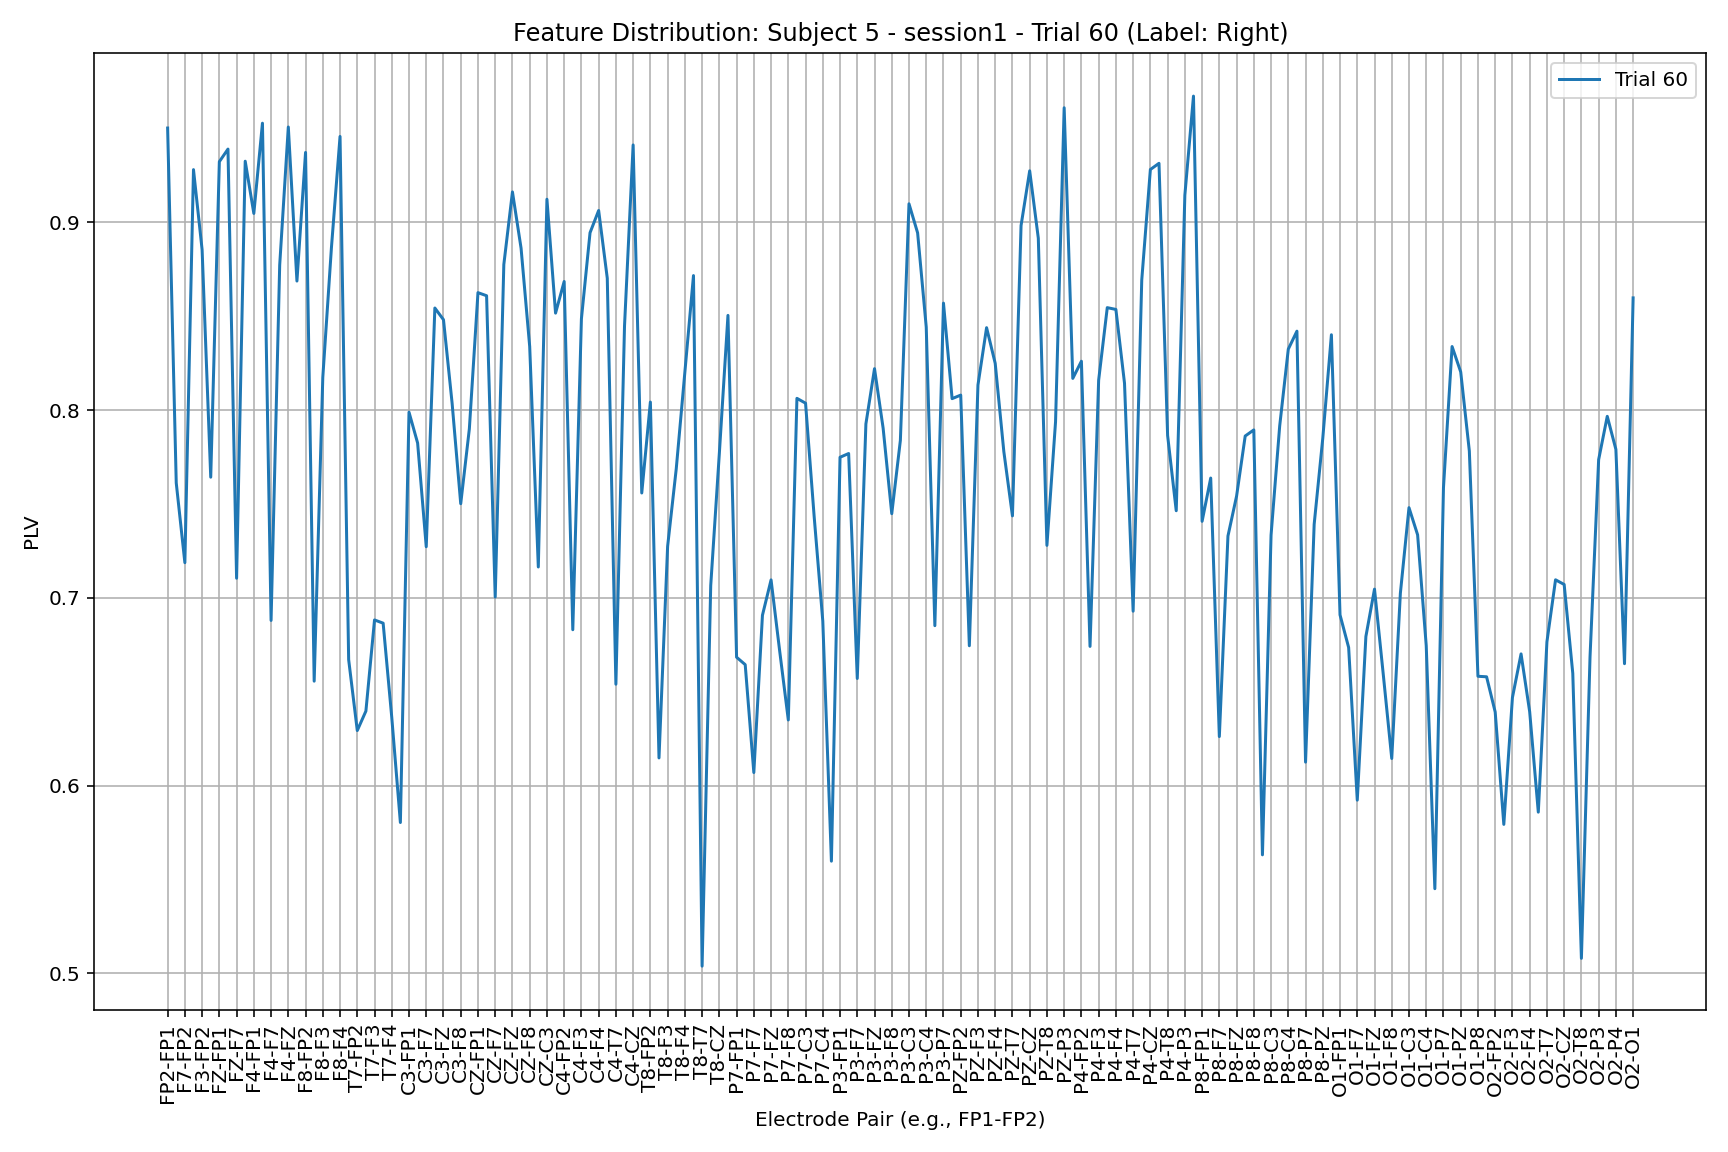 Feature Distribution: Subject 5 - session1 - Trial 60 (Label: Right)
Trial 60
PLV
0.9
0.8
0.7
0.6
0.5
FP2-FP1
F7-FP2
F3-FP2
FZ-FP1
FZ-F7
F4-FP1
F4-F7
F4-FZ
F8-FP2
F8-F3
F8-F4
T7-FP2
T7-F3
T7-F4
C3-FP1
C3-F7
C3-FZ
C3-F8
CZ-FP1
CZ-F7
CZ-FZ
CZ-F8
CZ-C3
C4-FP2
C4-F3
C4-F4
C4-T7
C4-CZ
T8-FP2
T8-F3
T8-F4
T8-T7
T8-CZ
P7-FP1
P7-F7
P7-FZ
P7-F8
P7-C3
P7-C4
P3-FP1
P3-F7
P3-FZ
P3-F8
P3-C3
P3-C4
P3-P7
PZ-FP2
PZ-F3
PZ-F4
PZ-T7
PZ-CZ
PZ-T8
PZ-P3
P4-FP2
P4-F3
P4-F4
P4-T7
P4-CZ
P4-T8
P4-P3
P8-FP1
P8-F7
P8-FZ
P8-F8
P8-C3
P8-C4
P8-P7
P8-PZ
O1-FP1
O1-F7
O1-FZ
O1-F8
O1-C3
O1-C4
O1-P7
O1-PZ
O1-P8
O2-FP2
O2-F3
O2-F4
O2-T7
O2-CZ
O2-T8
O2-P3
O2-P4
O2-O1
Electrode Pair (e.g., FP1-FP2)